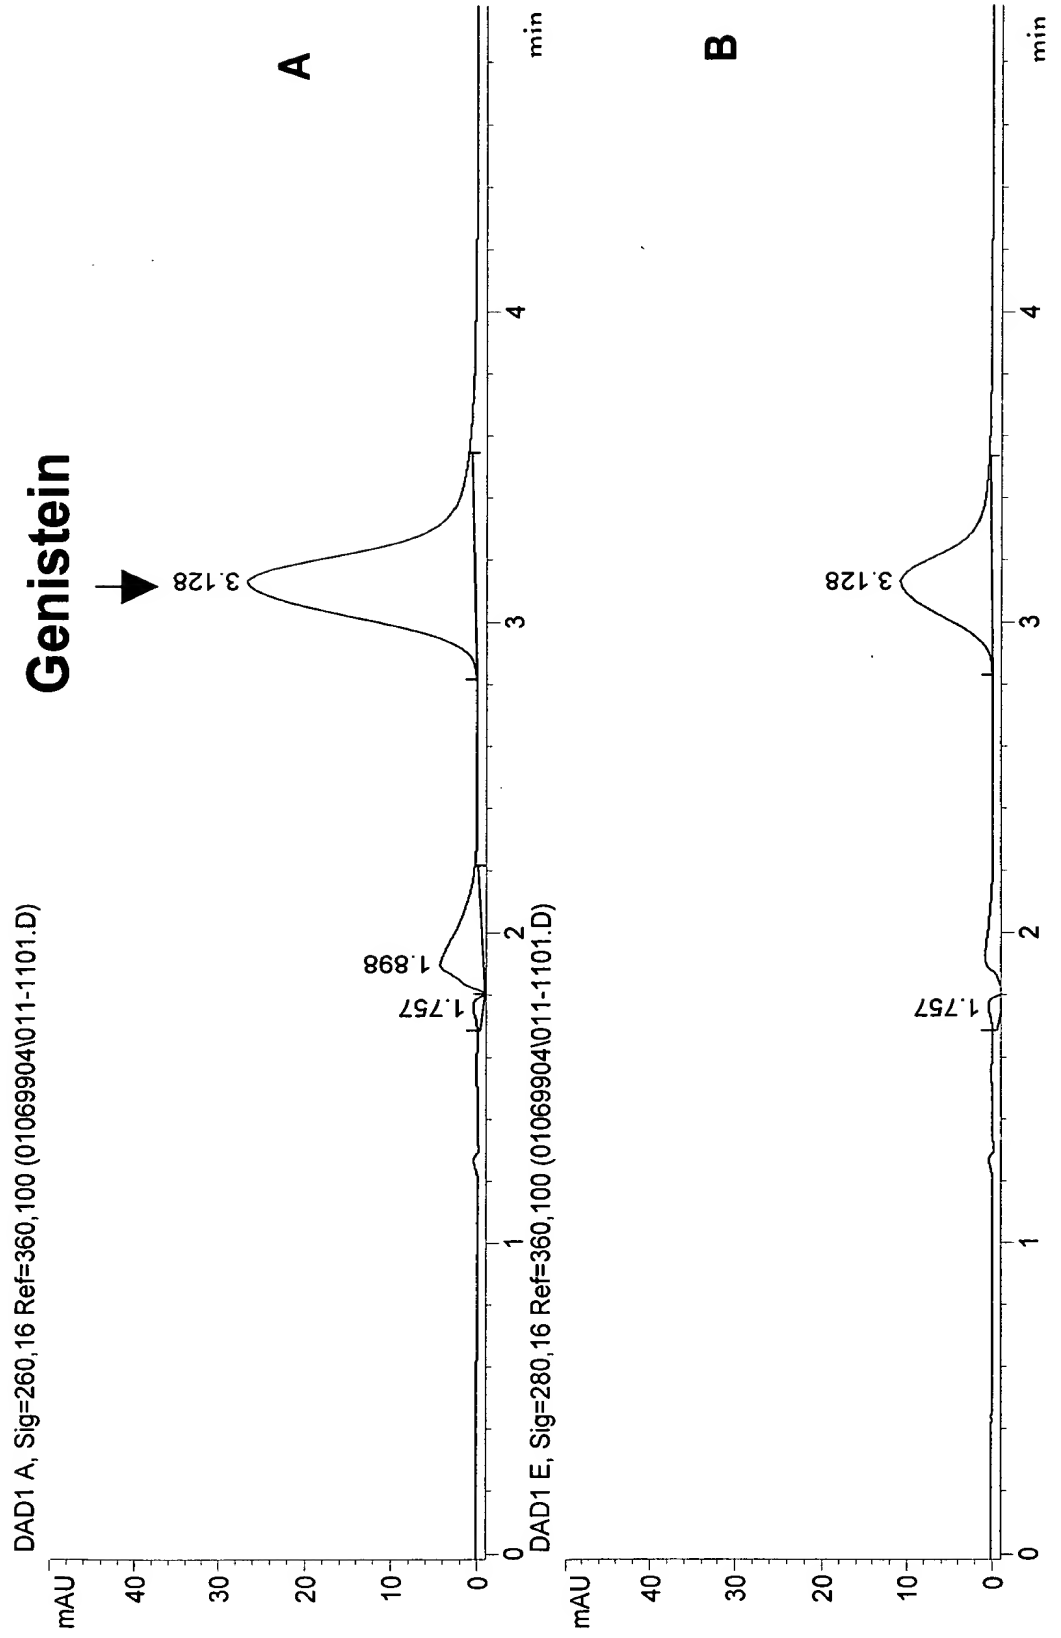 Genistein
DAD1 A, Sig=260,16 Ref=360,100 (01069904\011-1101.D)
mAU
40
30
20
10
0
1.757
1.898
3.128
A
0
1
2
3
4
min
DAD1 E, Sig=280,16 Ref=360,100 (01069904\011-1101.D)
mAU
40
30
20
10
0
1.757
3.128
B
0
1
2
3
4
min